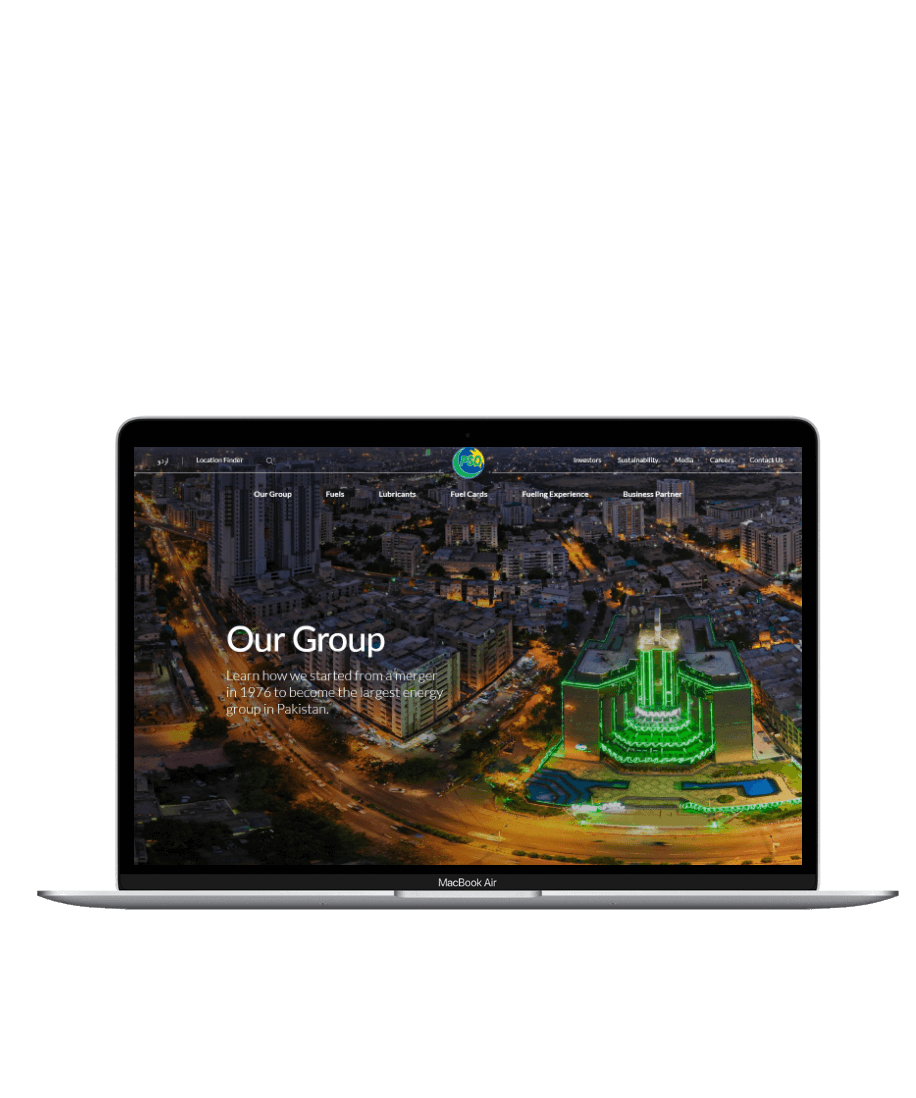 اردو
Location Finder
PSO
Investors
Sustainability
Media
Careers
Contact Us
Our Group
Fuels
Lubricants
Fuel Cards
Fueling Experience
Business Partner
Our Group
Learn how we started from a merger
in 1976 to become the largest energy
group in Pakistan.
MacBook Air